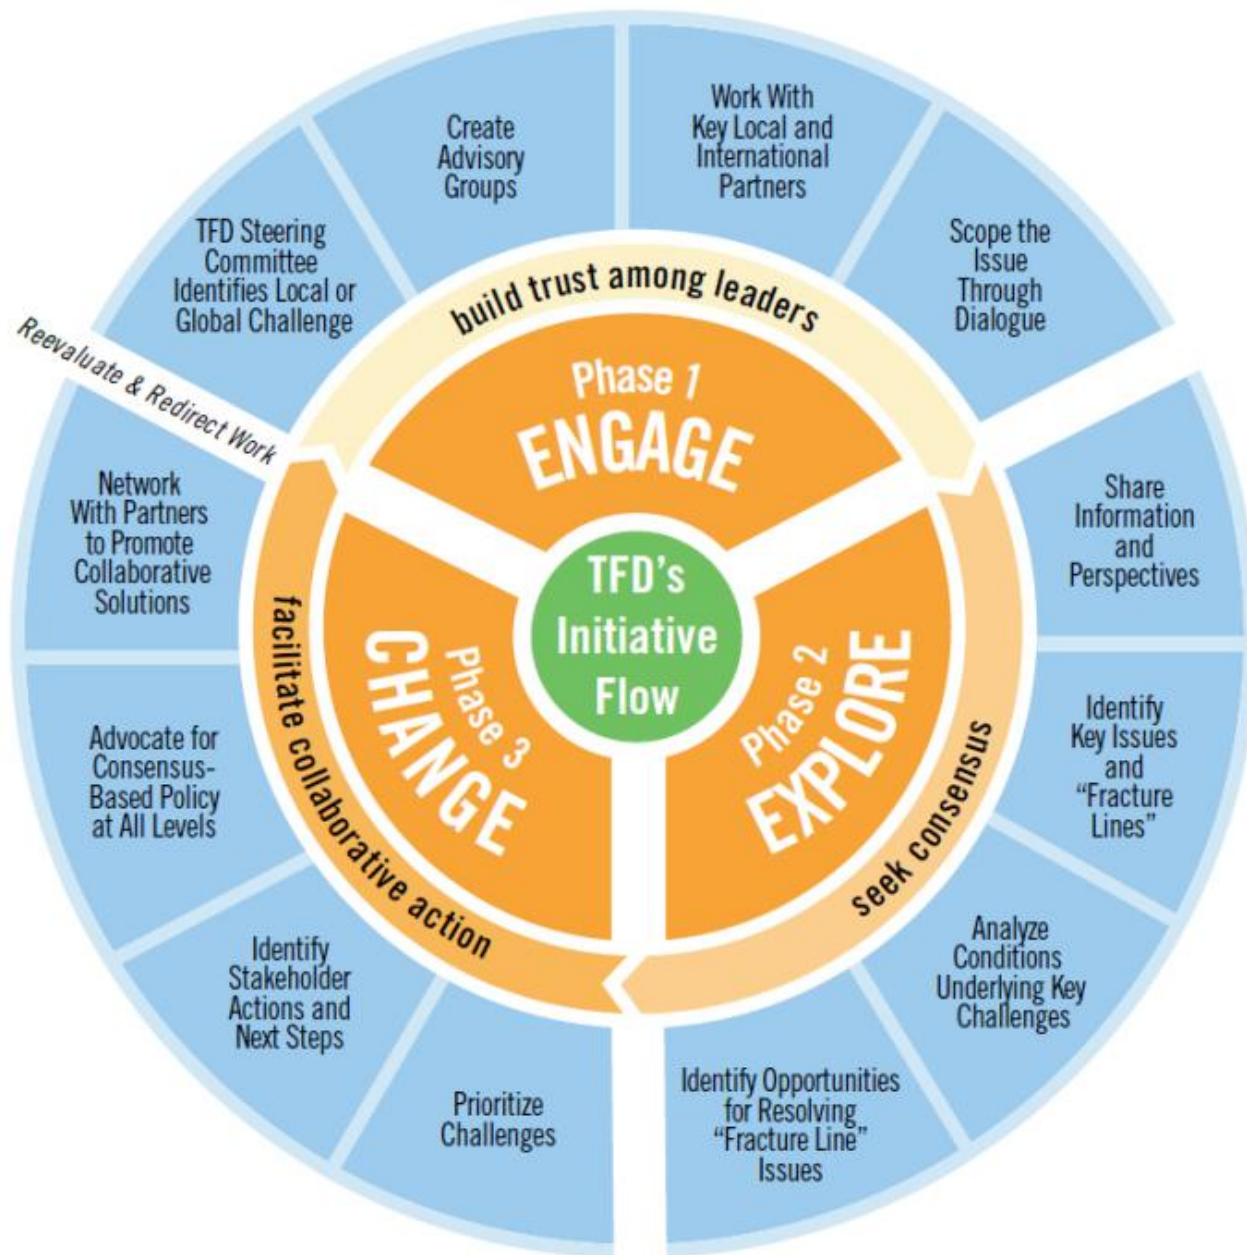 TFD's
Initiative
Flow
Phase 1
ENGAGE
build trust among leaders
TFD Steering
Committee
Identifies Local or
Global Challenge
Create
Advisory
Groups
Work With
Key Local and
International
Partners
Scope the
Issue
Through
Dialogue
Phase 2
EXPLORE
seek consensus
Share
Information
and
Perspectives
Identify
Key Issues
and
“Fracture
Lines”
Analyze
Conditions
Underlying Key
Challenges
Identify Opportunities
for Resolving
“Fracture Line”
Issues
Phase 3
CHANGE
facilitate collaborative action
Prioritize
Challenges
Identify
Stakeholder
Actions and
Next Steps
Advocate for
Consensus-
Based Policy
at All Levels
Network
With Partners
to Promote
Collaborative
Solutions
Reevaluate & Redirect Work